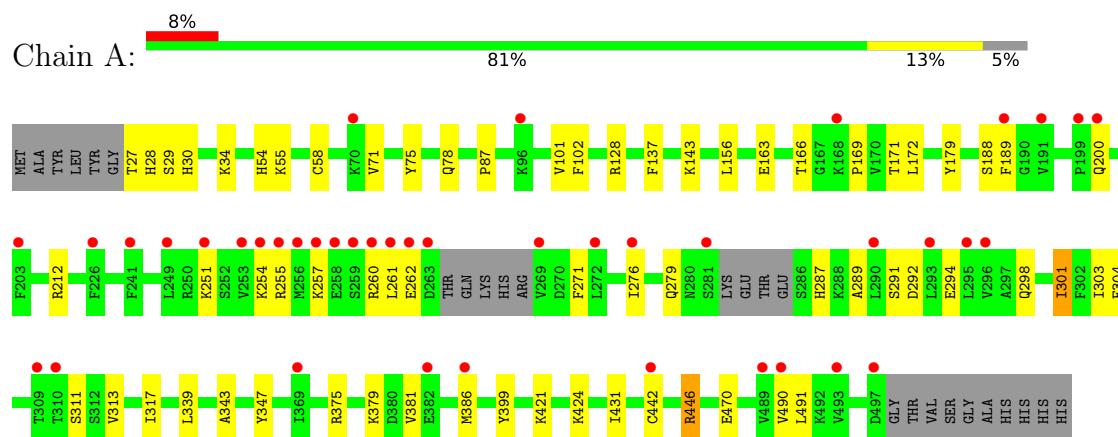 8%
Chain A:
81% 13% 5%
MET ALA TYR LEU TYR GLY T27 H28 S29 H30 K34 H54 K55 C58 K70 V71 Y75 Q78 P87 K96 V101 F102 R128 F137 K143 L156 E163 T166 G167 K168 P169 V170 T171 L172 Y179 S188 F189 G190 V191 P199 Q200
F203 R212 F226 F241 L249 R250 K251 S252 V253 K254 R255 M256 K257 E258 S259 R260 L261 E262 D263 THR GLN LYS HIS ARG V269 D270 F271 L272 I276 Q279 N280 S281 LYS GLU THR GLU S286 H287 K288 A289 L290 S291 D292 L293 E294 L295 V296 A297 Q298 I301 F302 I303
T309 T310 S311 S312 V313 I317 L339 A343 Y347 I369 R375 K379 D380 V381 E382 M386 Y399 K421 K424 I431 C442 R446 E470 V489 V490 L491 K492 V493 D497 GLY THR VAL SER GLY ALA HIS HIS HIS HIS